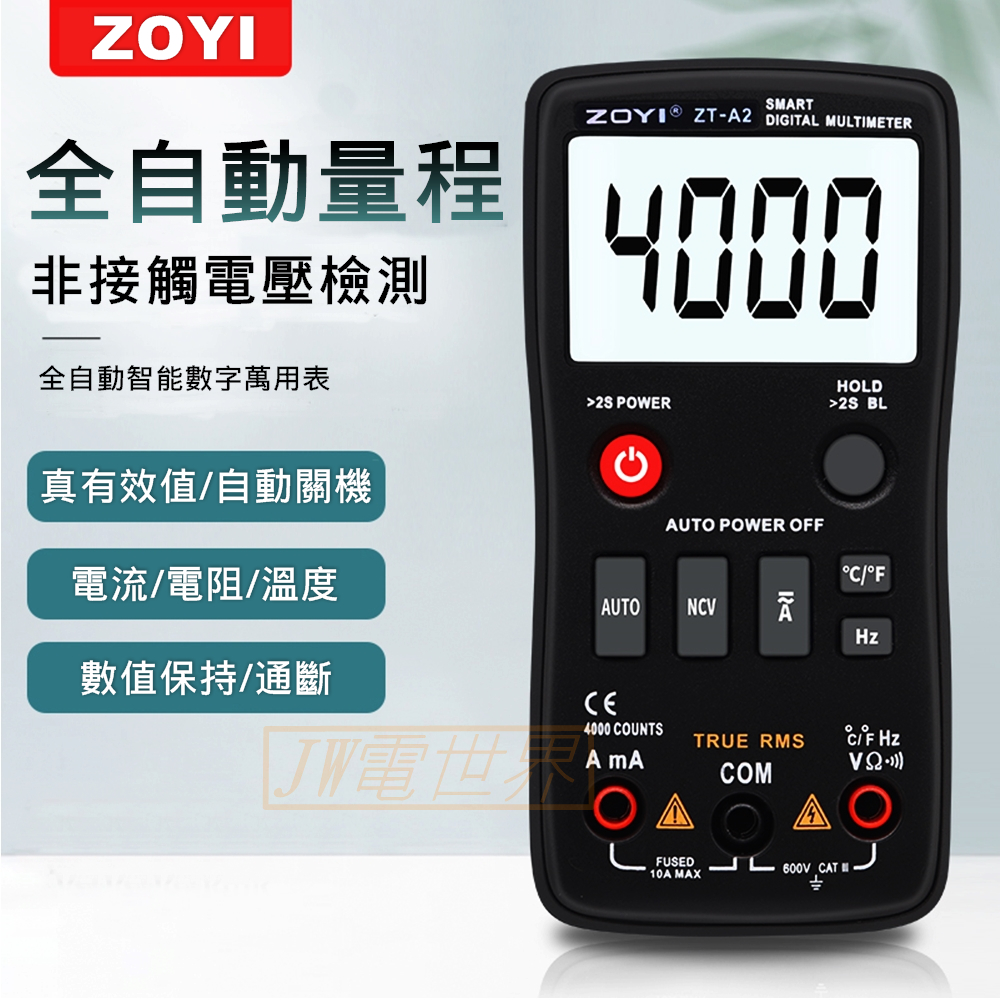 ZOYI
全自動量程
非接觸電壓檢測
全自動智能數字萬用表
真有效值/自動關機
電流/電阻/溫度
數值保持/通斷
JW電世界
ZOYI® ZT-A2 SMART
DIGITAL MULTIMETER
4000
>2S POWER
HOLD
>2S BL
AUTO POWER OFF
AUTO
NCV
A
°C/°F
Hz
CE
4000 COUNTS
TRUE RMS
°C/°F Hz
A mA
COM
VΩ
FUSED
10A MAX
600V CAT III